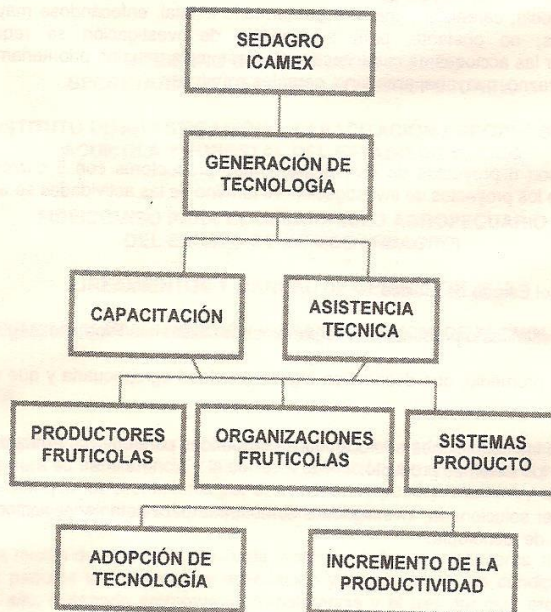 SEDAGRO
ICAMEX
GENERACIÓN DE
TECNOLOGÍA
CAPACITACIÓN
ASISTENCIA
TECNICA
PRODUCTORES
FRUTICOLAS
ORGANIZACIONES
FRUTICOLAS
SISTEMAS
PRODUCTO
ADOPCIÓN DE
TECNOLOGÍA
INCREMENTO DE LA
PRODUCTIVIDAD